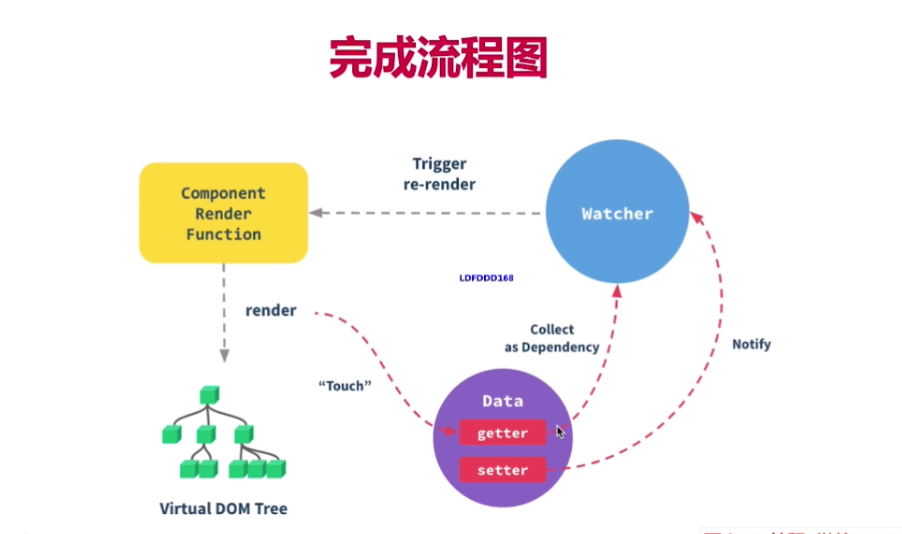 完成流程图
Trigger
re-render
Component
Render
Function
Watcher
LDFDDD168
render
Collect
as Dependency
Notify
“Touch”
Data
getter
setter
Virtual DOM Tree